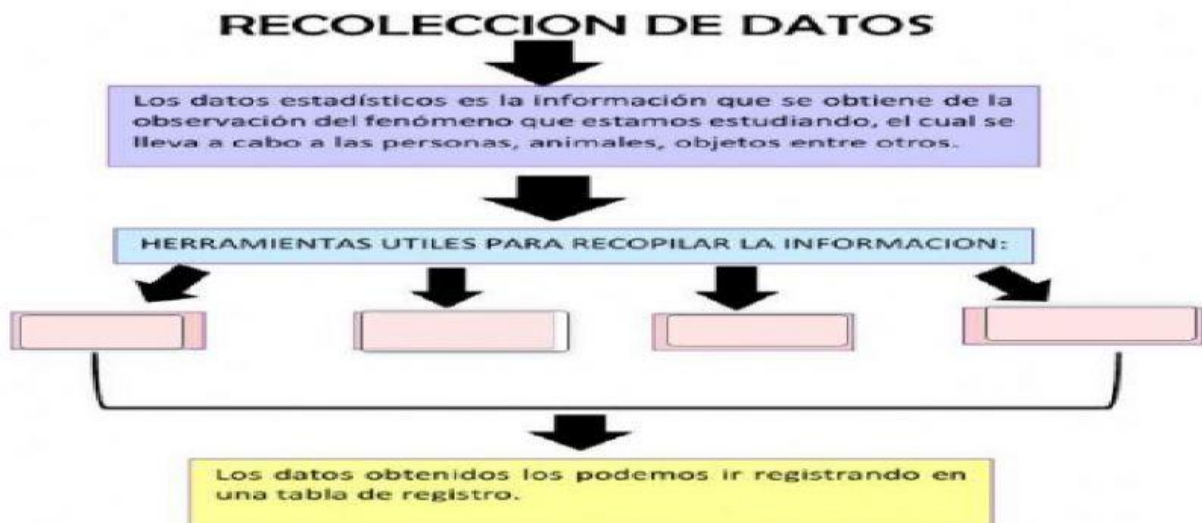 RECOLECCION DE DATOS
Los datos estadísticos es la información que se obtiene de la
observación del fenómeno que estamos estudiando, el cual se
lleva a cabo a las personas, animales, objetos entre otros.
HERRAMIENTAS UTILES PARA RECOPILAR LA INFORMACION:
Los datos obtenidos los podemos ir registrando en
una tabla de registro.